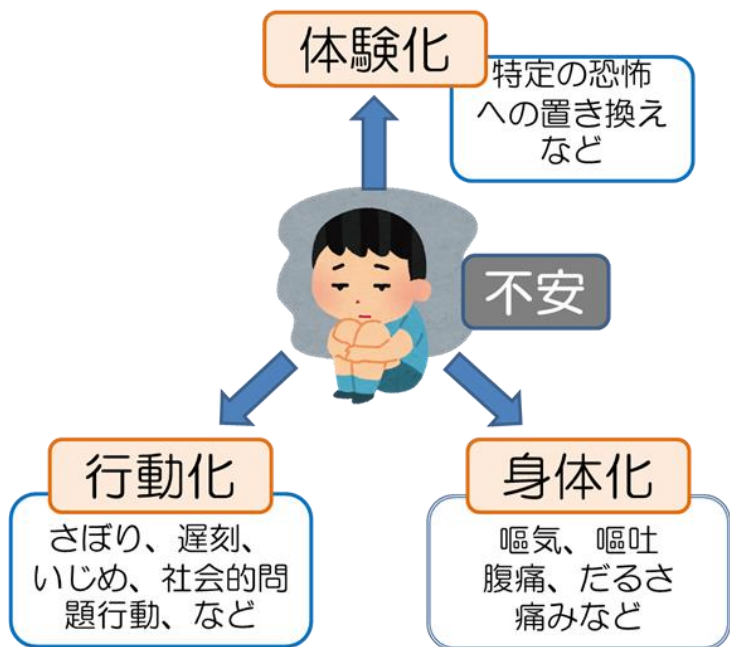 体験化
特定の恐怖
への置き換え
など
不安
行動化
さぼり、遅刻、
いじめ、社会的問
題行動、など
身体化
嘔気、嘔吐
腹痛、だるさ
痛みなど